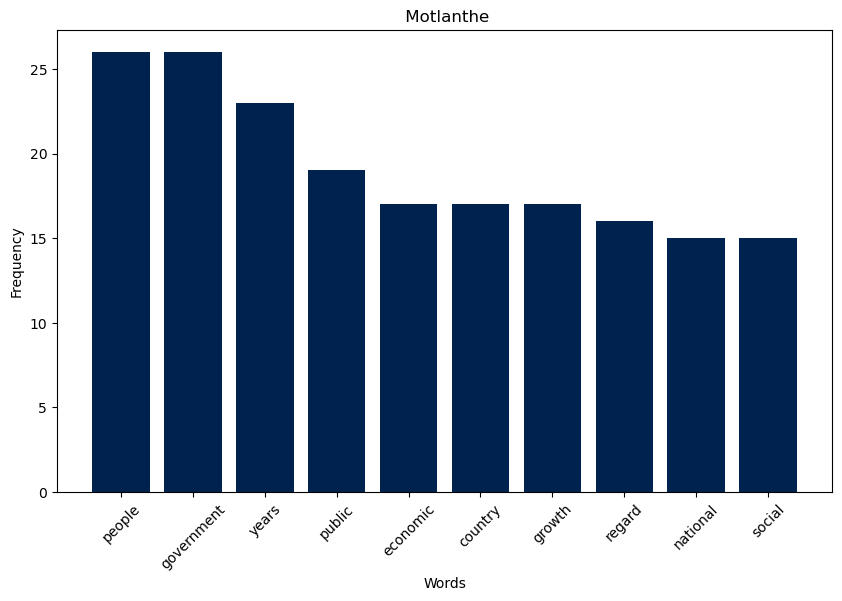 Motlanthe
Frequency
25
20
15
10
5
0
people government years public economic country growth regard national social
Words